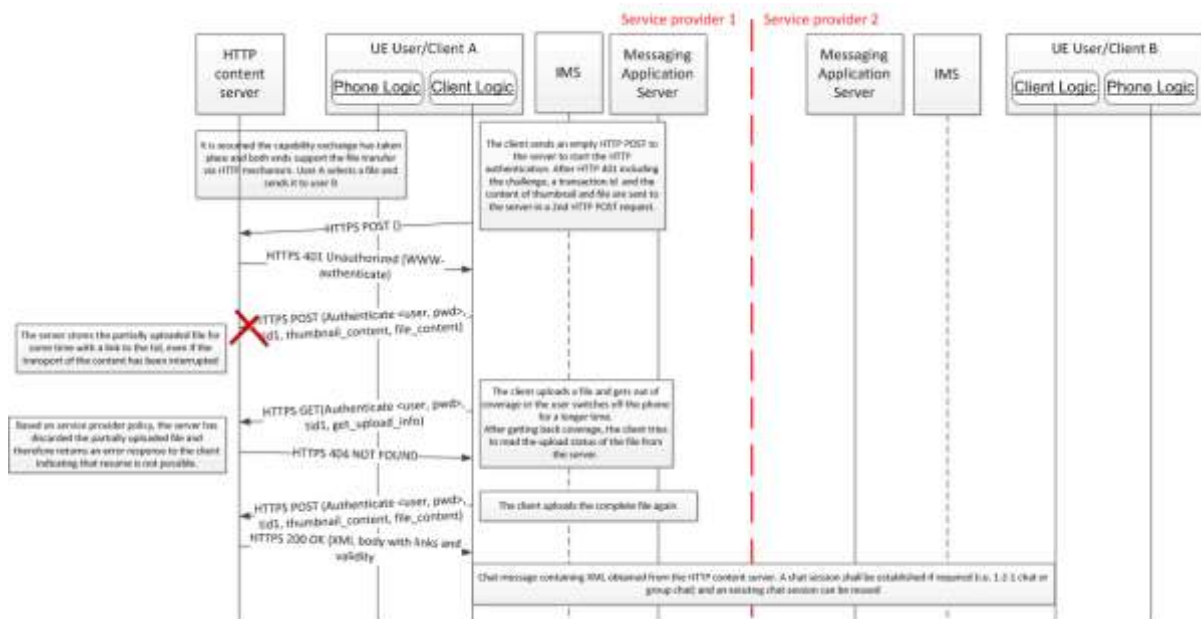 Service provider 1
Service provider 2
HTTP
content
server
UE User/Client A
Phone Logic
Client Logic
IMS
Messaging
Application
Server
Messaging
Application
Server
IMS
UE User/Client B
Client Logic
Phone Logic
It is assumed the capability exchange has taken
place and both ends support the file transfer
via HTTP mechanism. User A selects a file and
sends it to user B
The client sends an empty HTTP POST to
the server to start the HTTP
authentication. After HTTP 401 including
the challenge, a transaction id and the
content of thumbnail and file are sent to
the server in a 2nd HTTP POST request.
HTTPS POST ()
HTTPS 401 Unauthorized (WWW-
authenticate)
HTTPS POST (Authenticate <user, pwd>,
tid1, thumbnail_content, file_content)
The server stores the partially uploaded file for
some time with a link to the tid, even if the
transport of the content has been interrupted
The client uploads a file and gets out of
coverage or the user switches off the phone
for a longer time.
After getting back coverage, the client tries
to read the upload status of the file from
the server.
HTTPS GET(Authenticate <user, pwd>,
tid1, get_upload_info)
Based on service provider policy, the server has
discarded the partially uploaded file and
therefore returns an error response to the client
indicating that resume is not possible.
HTTPS 404 NOT FOUND
HTTPS POST (Authenticate <user, pwd>,
tid1, thumbnail_content, file_content)
The client uploads the complete file again
HTTPS 200 OK (XML body with links and
validity
Chat message containing XML obtained from the HTTP content server. A chat session shall be established if required (i.e. 1-2-1 chat or
group chat) and an existing chat session can be reused